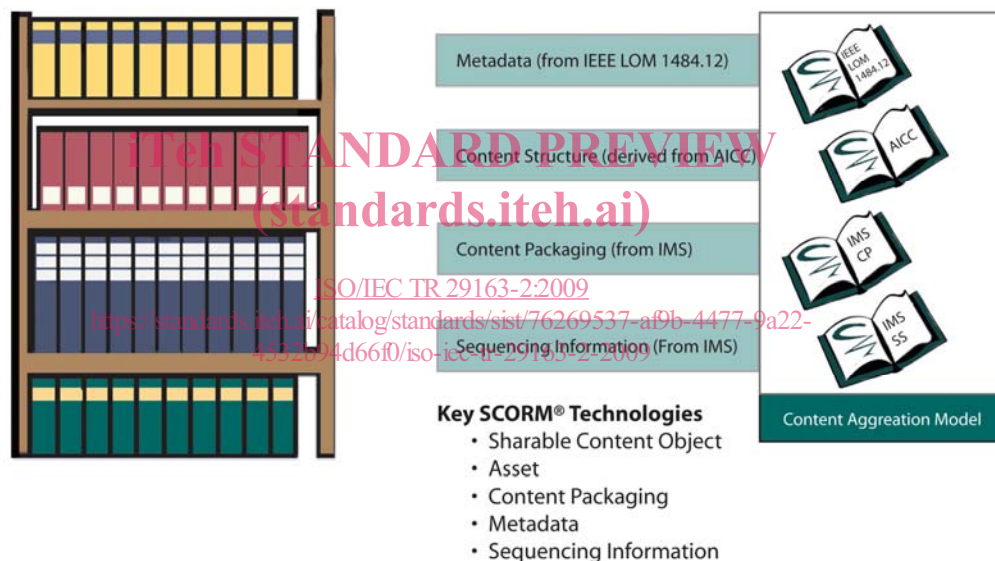 Metadata (from IEEE LOM 1484.12)
IEEE
LOM
1484.12
iTeh STANDARD PREVIEW
Content Structure (derived from AICC)
AICC
(standards.iteh.ai)
Content Packaging (from IMS)
IMS
CP
ISO/IEC TR 29163-2:2009
https://standards.iteh.ai/catalog/standards/sist/76269537-af9b-4477-9a22-
4532b94d66f0/iso-iec-tr-29163-2-2009
Sequencing Information (From IMS)
IMS
SS
Content Aggreation Model
Key SCORM® Technologies
• Sharable Content Object
• Asset
• Content Packaging
• Metadata
• Sequencing Information